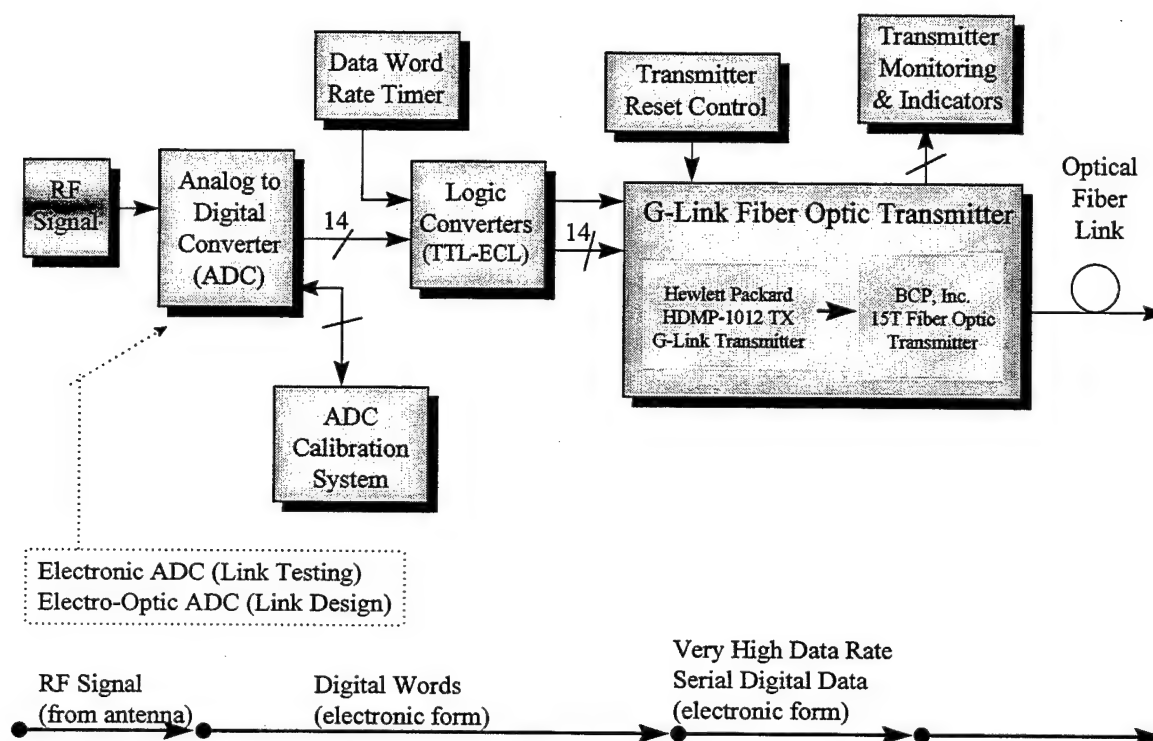 Data Word
Rate Timer
Transmitter
Reset Control
Transmitter
Monitoring
& Indicators
RF
Signal
Analog to
Digital
Converter
(ADC)
14
Logic
Converters
(TTL-ECL)
14
G-Link Fiber Optic Transmitter
Hewlett Packard
HDMP-1012 TX
G-Link Transmitter
BCP, Inc.
15T Fiber Optic
Transmitter
Optical
Fiber
Link
ADC
Calibration
System
Electronic ADC (Link Testing)
Electro-Optic ADC (Link Design)
RF Signal
(from antenna)
Digital Words
(electronic form)
Very High Data Rate
Serial Digital Data
(electronic form)